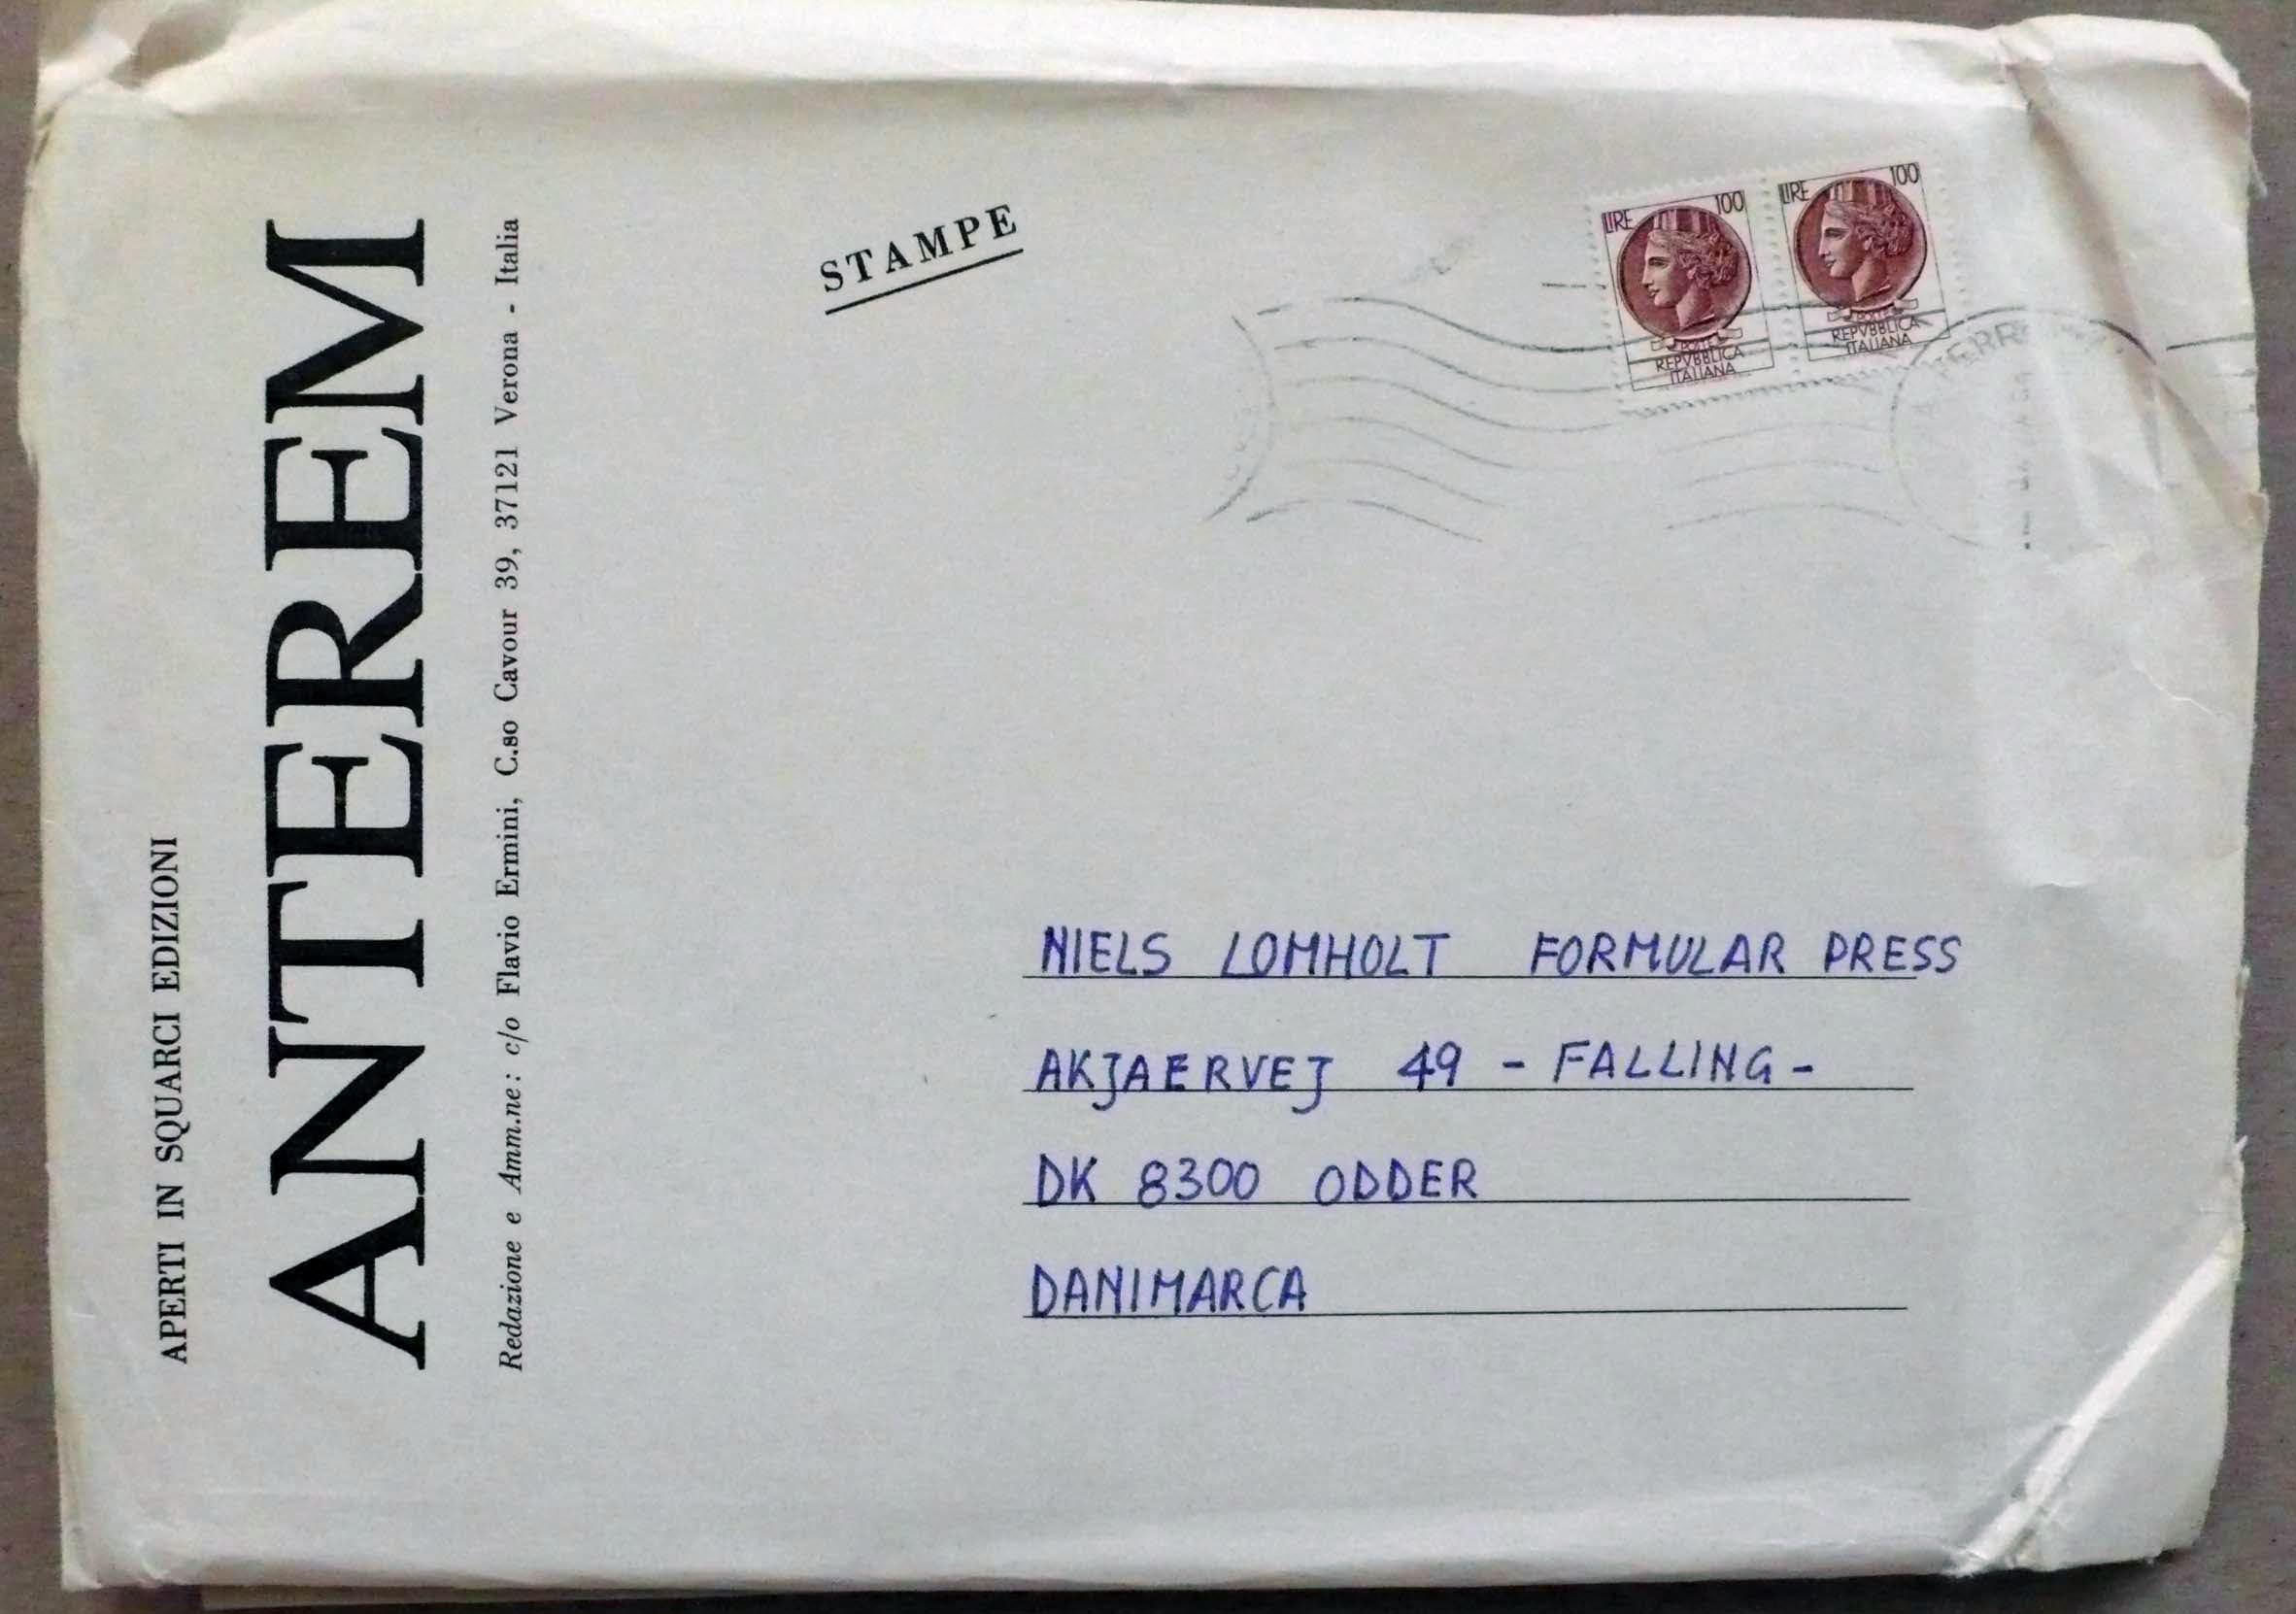 APERTI IN SQUARCI EDIZIONI
ANTEREM
Redazione e Amm.ne: c/o Flavio Ermini, C.so Cavour 39, 37121 Verona - Italia
STAMPE
LIRE 100
REPVBBLICA
ITALIANA
LIRE 100
REPVBBLICA
ITALIANA
NIELS LOMHOLT FORMULAR PRESS
AKJAERVEJ 49 - FALLING -
DK 8300 ODDER
DANIMARCA